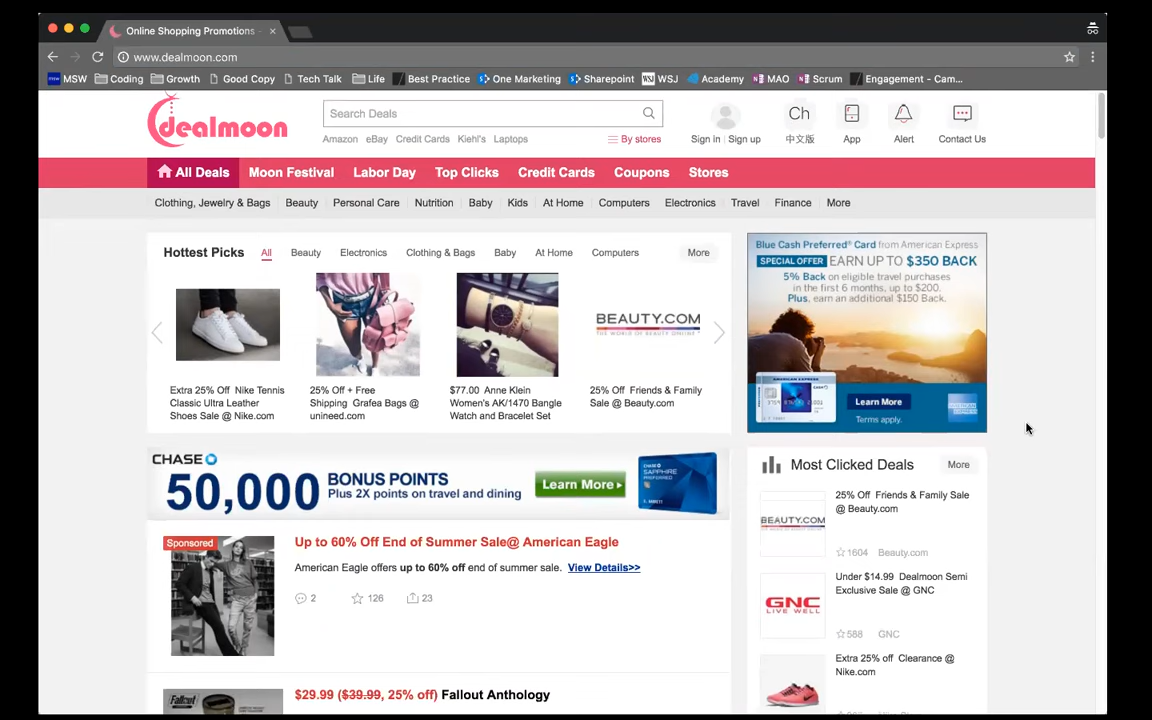 Online Shopping Promotions -
www.dealmoon.com
MSW Coding Growth Good Copy Tech Talk Life Best Practice One Marketing Sharepoint WSJ WSJ Academy MAO Scrum Engagement - Cam...
dealmoon
Search Deals
Amazon eBay Credit Cards Kiehl's Laptops By stores
Ch
Sign in | Sign up 中文版 App Alert Contact Us
All Deals Moon Festival Labor Day Top Clicks Credit Cards Coupons Stores
Clothing, Jewelry & Bags Beauty Personal Care Nutrition Baby Kids At Home Computers Electronics Travel Finance More
Hottest Picks All Beauty Electronics Clothing & Bags Baby At Home Computers More
BEAUTY.COM
THE WORLD OF BEAUTY ONLINE
Extra 25% Off Nike Tennis
Classic Ultra Leather
Shoes Sale @ Nike.com
25% Off + Free
Shipping Grafea Bags @
unineed.com
$77.00 Anne Klein
Women's AK/1470 Bangle
Watch and Bracelet Set
25% Off Friends & Family
Sale @ Beauty.com
Blue Cash Preferred® Card from American Express
SPECIAL OFFER EARN UP TO $350 BACK
5% Back on eligible travel purchases
in the first 6 months, up to $200.
Plus, earn an additional $150 Back.
Learn More
Terms apply.
CHASE
50,000 BONUS POINTS
Plus 2X points on travel and dining
Learn More
Sponsored
Up to 60% Off End of Summer Sale@ American Eagle
American Eagle offers up to 60% off end of summer sale. View Details>>
2 126 23
$29.99 ($39.99, 25% off) Fallout Anthology
Fallout
Most Clicked Deals More
BEAUTY.COM
25% Off Friends & Family Sale
@ Beauty.com
1604 Beauty.com
GNC
LIVE WELL
Under $14.99 Dealmoon Semi
Exclusive Sale @ GNC
588 GNC
Extra 25% off Clearance @
Nike.com